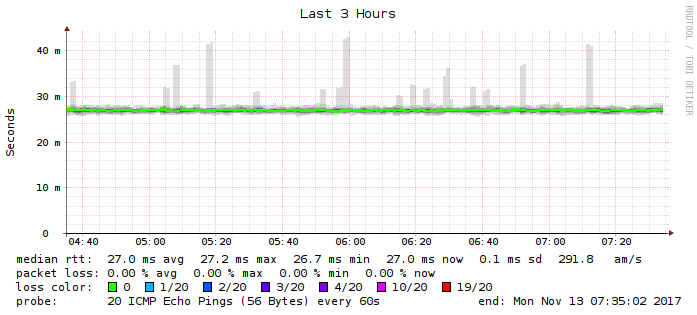 Last 3 Hours
RRDTOOL / TOBI OETIKER
Seconds
40 m
30 m
20 m
10 m
0
04:40 05:00 05:20 05:40 06:00 06:20 06:40 07:00 07:20
median rtt: 27.0 ms avg 27.2 ms max 26.7 ms min 27.0 ms now 0.1 ms sd 291.8 am/s
packet loss: 0.00 % avg 0.00 % max 0.00 % min 0.00 % now
loss color: 0 1/20 2/20 3/20 4/20 10/20 19/20
probe: 20 ICMP Echo Pings (56 Bytes) every 60s end: Mon Nov 13 07:35:02 2017